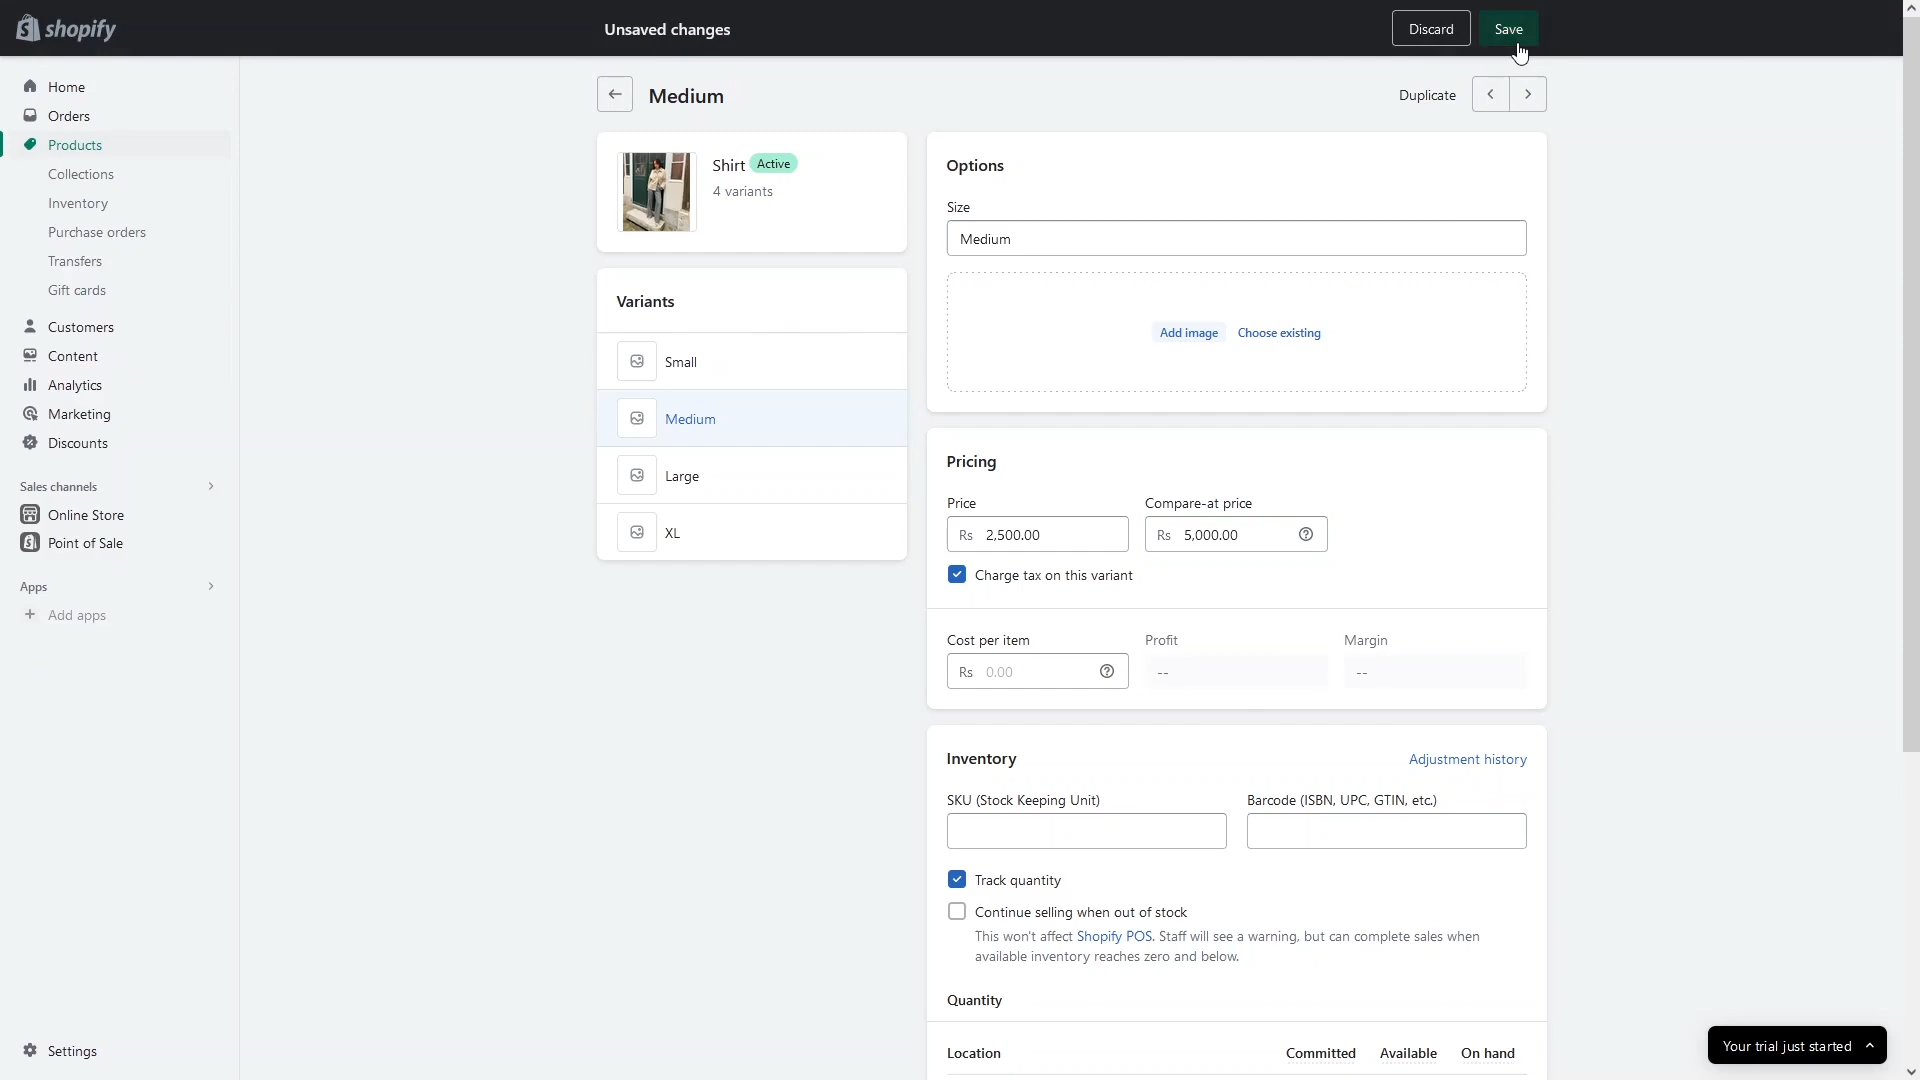 shopify
Unsaved changes
Discard
Save
Home
Orders
Products
Collections
Inventory
Purchase orders
Transfers
Gift cards
Customers
Content
Analytics
Marketing
Discounts
Sales channels
Online Store
Point of Sale
Apps
Add apps
Settings
Medium
Duplicate
Shirt Active
4 variants
Variants
Small
Medium
Large
XL
Options
Size
Medium
Add image Choose existing
Pricing
Price Compare-at price
Rs 2,500.00 Rs 5,000.00
Charge tax on this variant
Cost per item Profit Margin
Rs 0.00 -- --
Inventory Adjustment history
SKU (Stock Keeping Unit) Barcode (ISBN, UPC, GTIN, etc.)
Track quantity
Continue selling when out of stock
This won't affect Shopify POS. Staff will see a warning, but can complete sales when
available inventory reaches zero and below.
Quantity
Location Committed Available On hand
Your trial just started